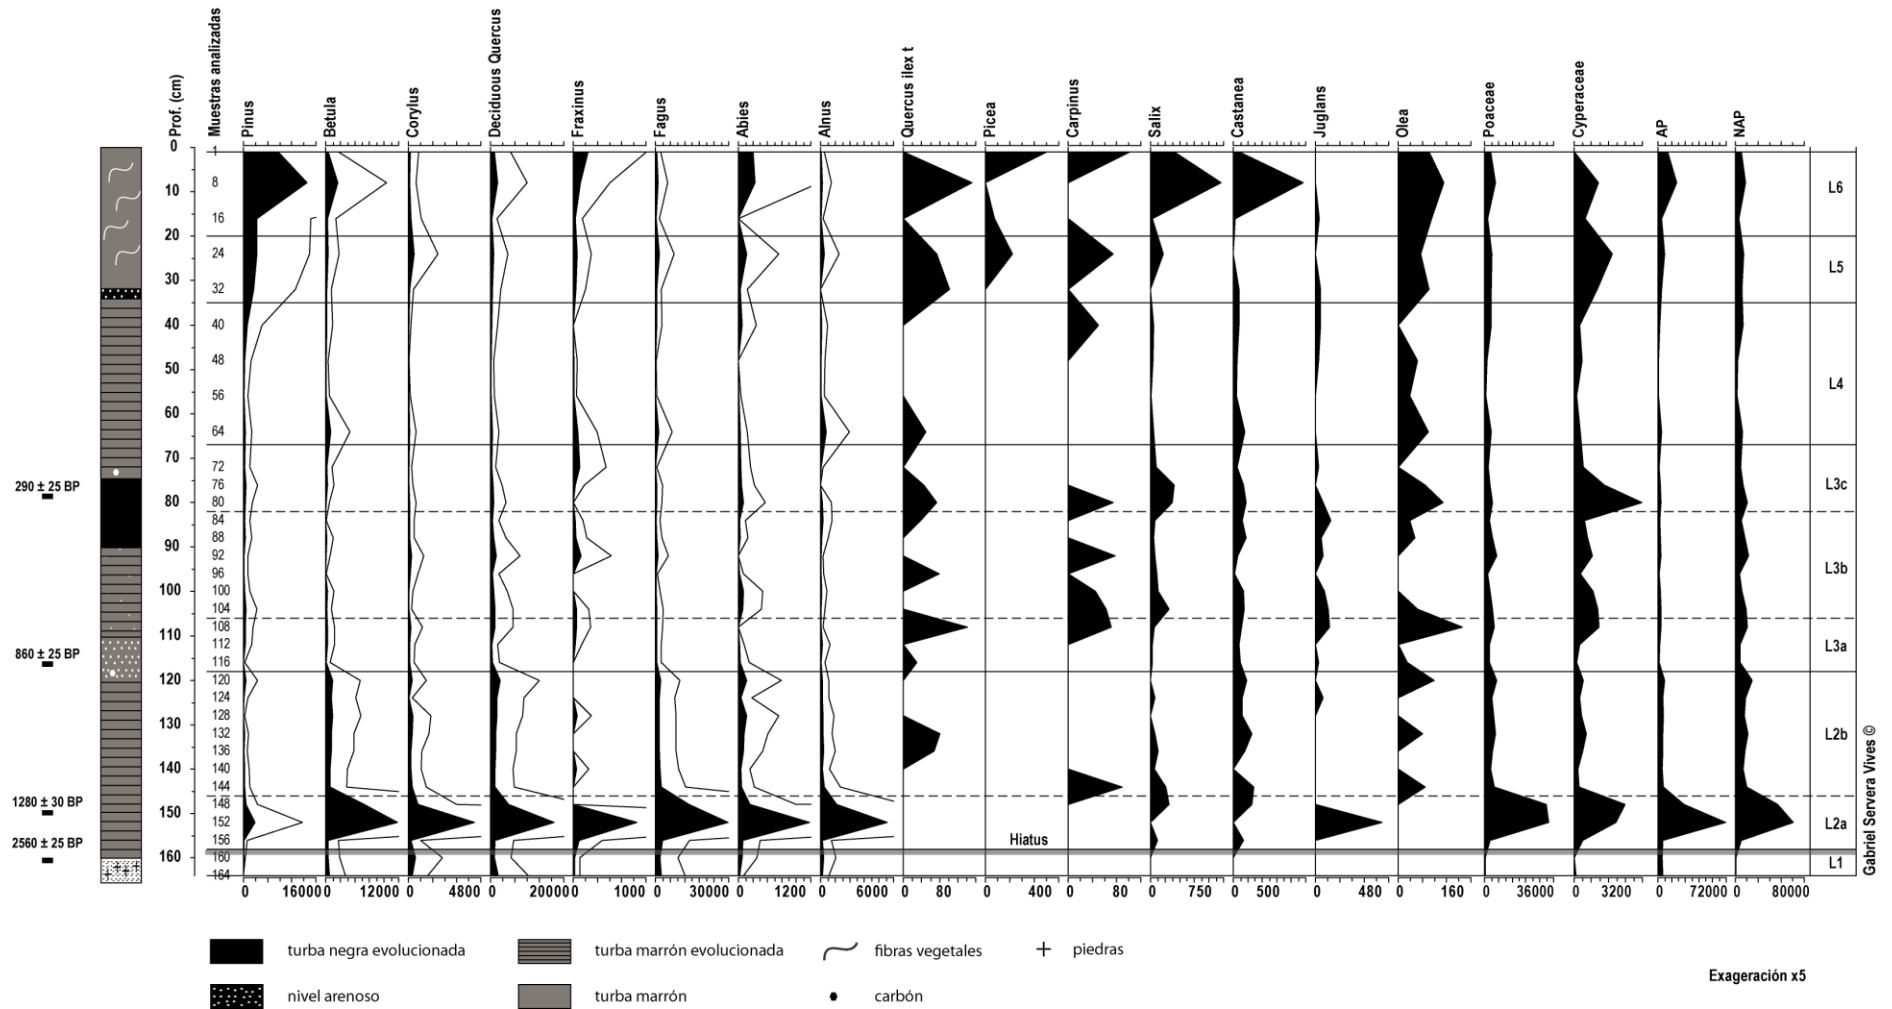 Prof. (cm)
Muestras analizadas
Pinus
Betula
Corylus
Deciduous Quercus
Fraxinus
Fagus
Abies
Alnus
Quercus ilex t
Picea
Carpinus
Salix
Castanea
Juglans
Olea
Poaceae
Cyperaceae
AP
NAP
0
10
20
30
40
50
60
70
80
90
100
110
120
130
140
150
160
1
8
16
24
32
40
48
56
64
72
76
80
84
88
92
96
100
104
108
112
116
120
124
128
132
136
140
144
148
152
156
160
164
290 ± 25 BP
860 ± 25 BP
1280 ± 30 BP
2560 ± 25 BP
Hiatus
L6
L5
L4
L3c
L3b
L3a
L2b
L2a
L1
0 16000
0 12000
0 4800
0 20000
0 1000
0 30000
0 1200
0 6000
0 80
0 400
0 80
0 750
0 500
0 480
0 160
0 36000
0 3200
0 72000
0 80000
Gabriel Servera Vives ©
turba negra evolucionada
turba marrón evolucionada
fibras vegetales
piedras
nivel arenoso
turba marrón
carbón
Exageración x5